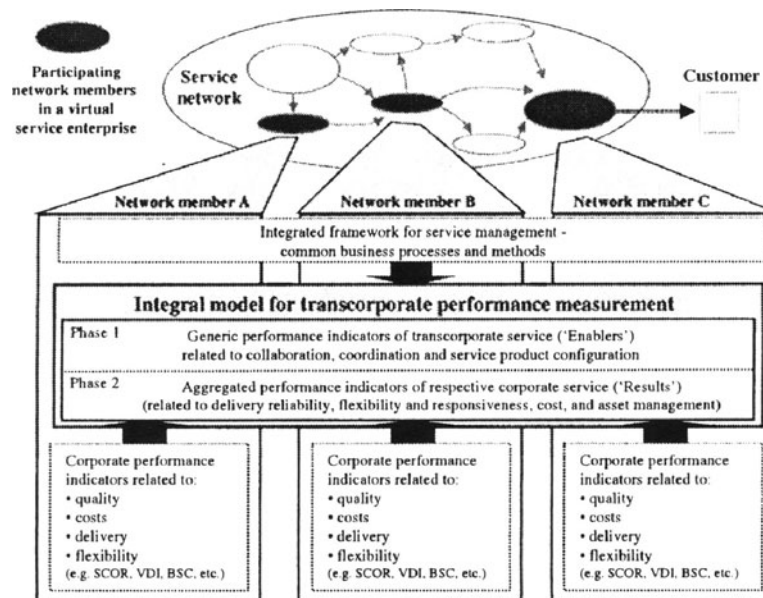 Participating
network members
in a virtual
service enterprise
Service
network
Customer
Network member A
Network member B
Network member C
Integrated framework for service management -
common business processes and methods
Integral model for transcorporate performance measurement
Phase 1
Generic performance indicators of transcorporate service ('Enablers')
related to collaboration, coordination and service product configuration
Phase 2
Aggregated performance indicators of respective corporate service ('Results')
(related to delivery reliability, flexibility and responsiveness, cost, and asset management)
Corporate performance
indicators related to:
• quality
• costs
• delivery
• flexibility
(e.g. SCOR, VDI, BSC, etc.)
Corporate performance
indicators related to:
• quality
• costs
• delivery
• flexibility
(e.g. SCOR, VDI, BSC, etc.)
Corporate performance
indicators related to:
• quality
• costs
• delivery
• flexibility
(e.g. SCOR, VDI, BSC, etc.)